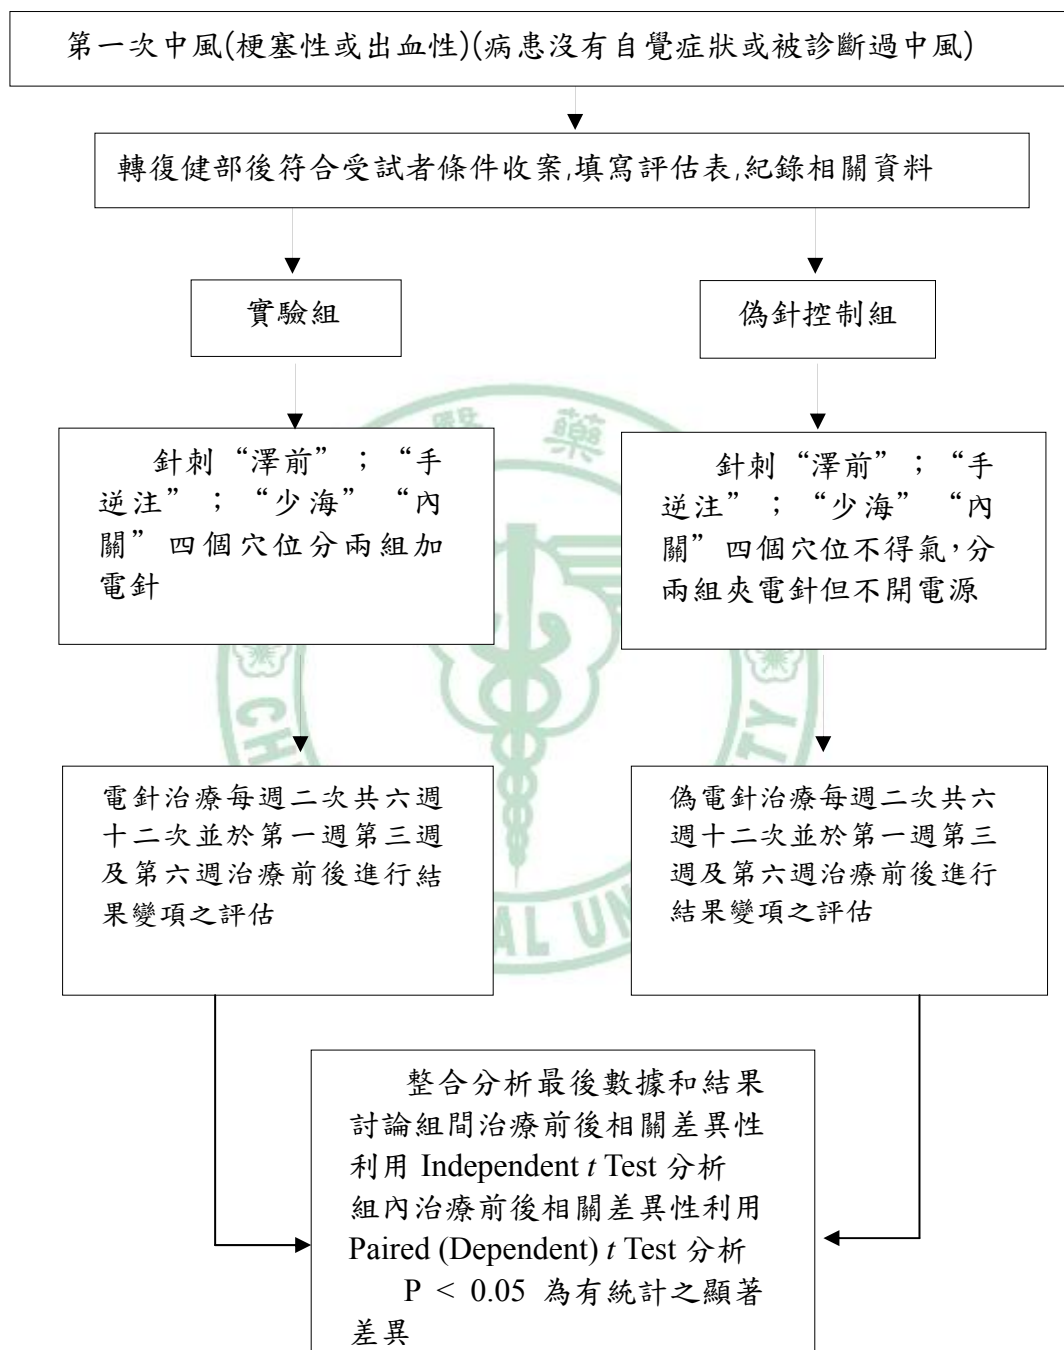 第一次中風(梗塞性或出血性)(病患沒有自覺症狀或被診斷過中風)
轉復健部後符合受試者條件收案,填寫評估表,紀錄相關資料
實驗組
偽針控制組
針刺“澤前”；“手
逆注”；“少海”“內
關”四個穴位分兩組加
電針
針刺“澤前”；“手
逆注”；“少海”“內
關”四個穴位不得氣，分
兩組夾電針但不開電源
電針治療每週二次共六週
十二次並於第一週第三週
及第六週治療前後進行結
果變項之評估
偽電針治療每週二次共六
週十二次並於第一週第三
週及第六週治療前後進行
結果變項之評估
整合分析最後數據和結果
討論組間治療前後相關差異性
利用 Independent t Test 分析
組內治療前後相關差異性利用
Paired (Dependent) t Test 分析
P < 0.05 為有統計之顯著
差異
醫 藥
CH
ITY
AL UN